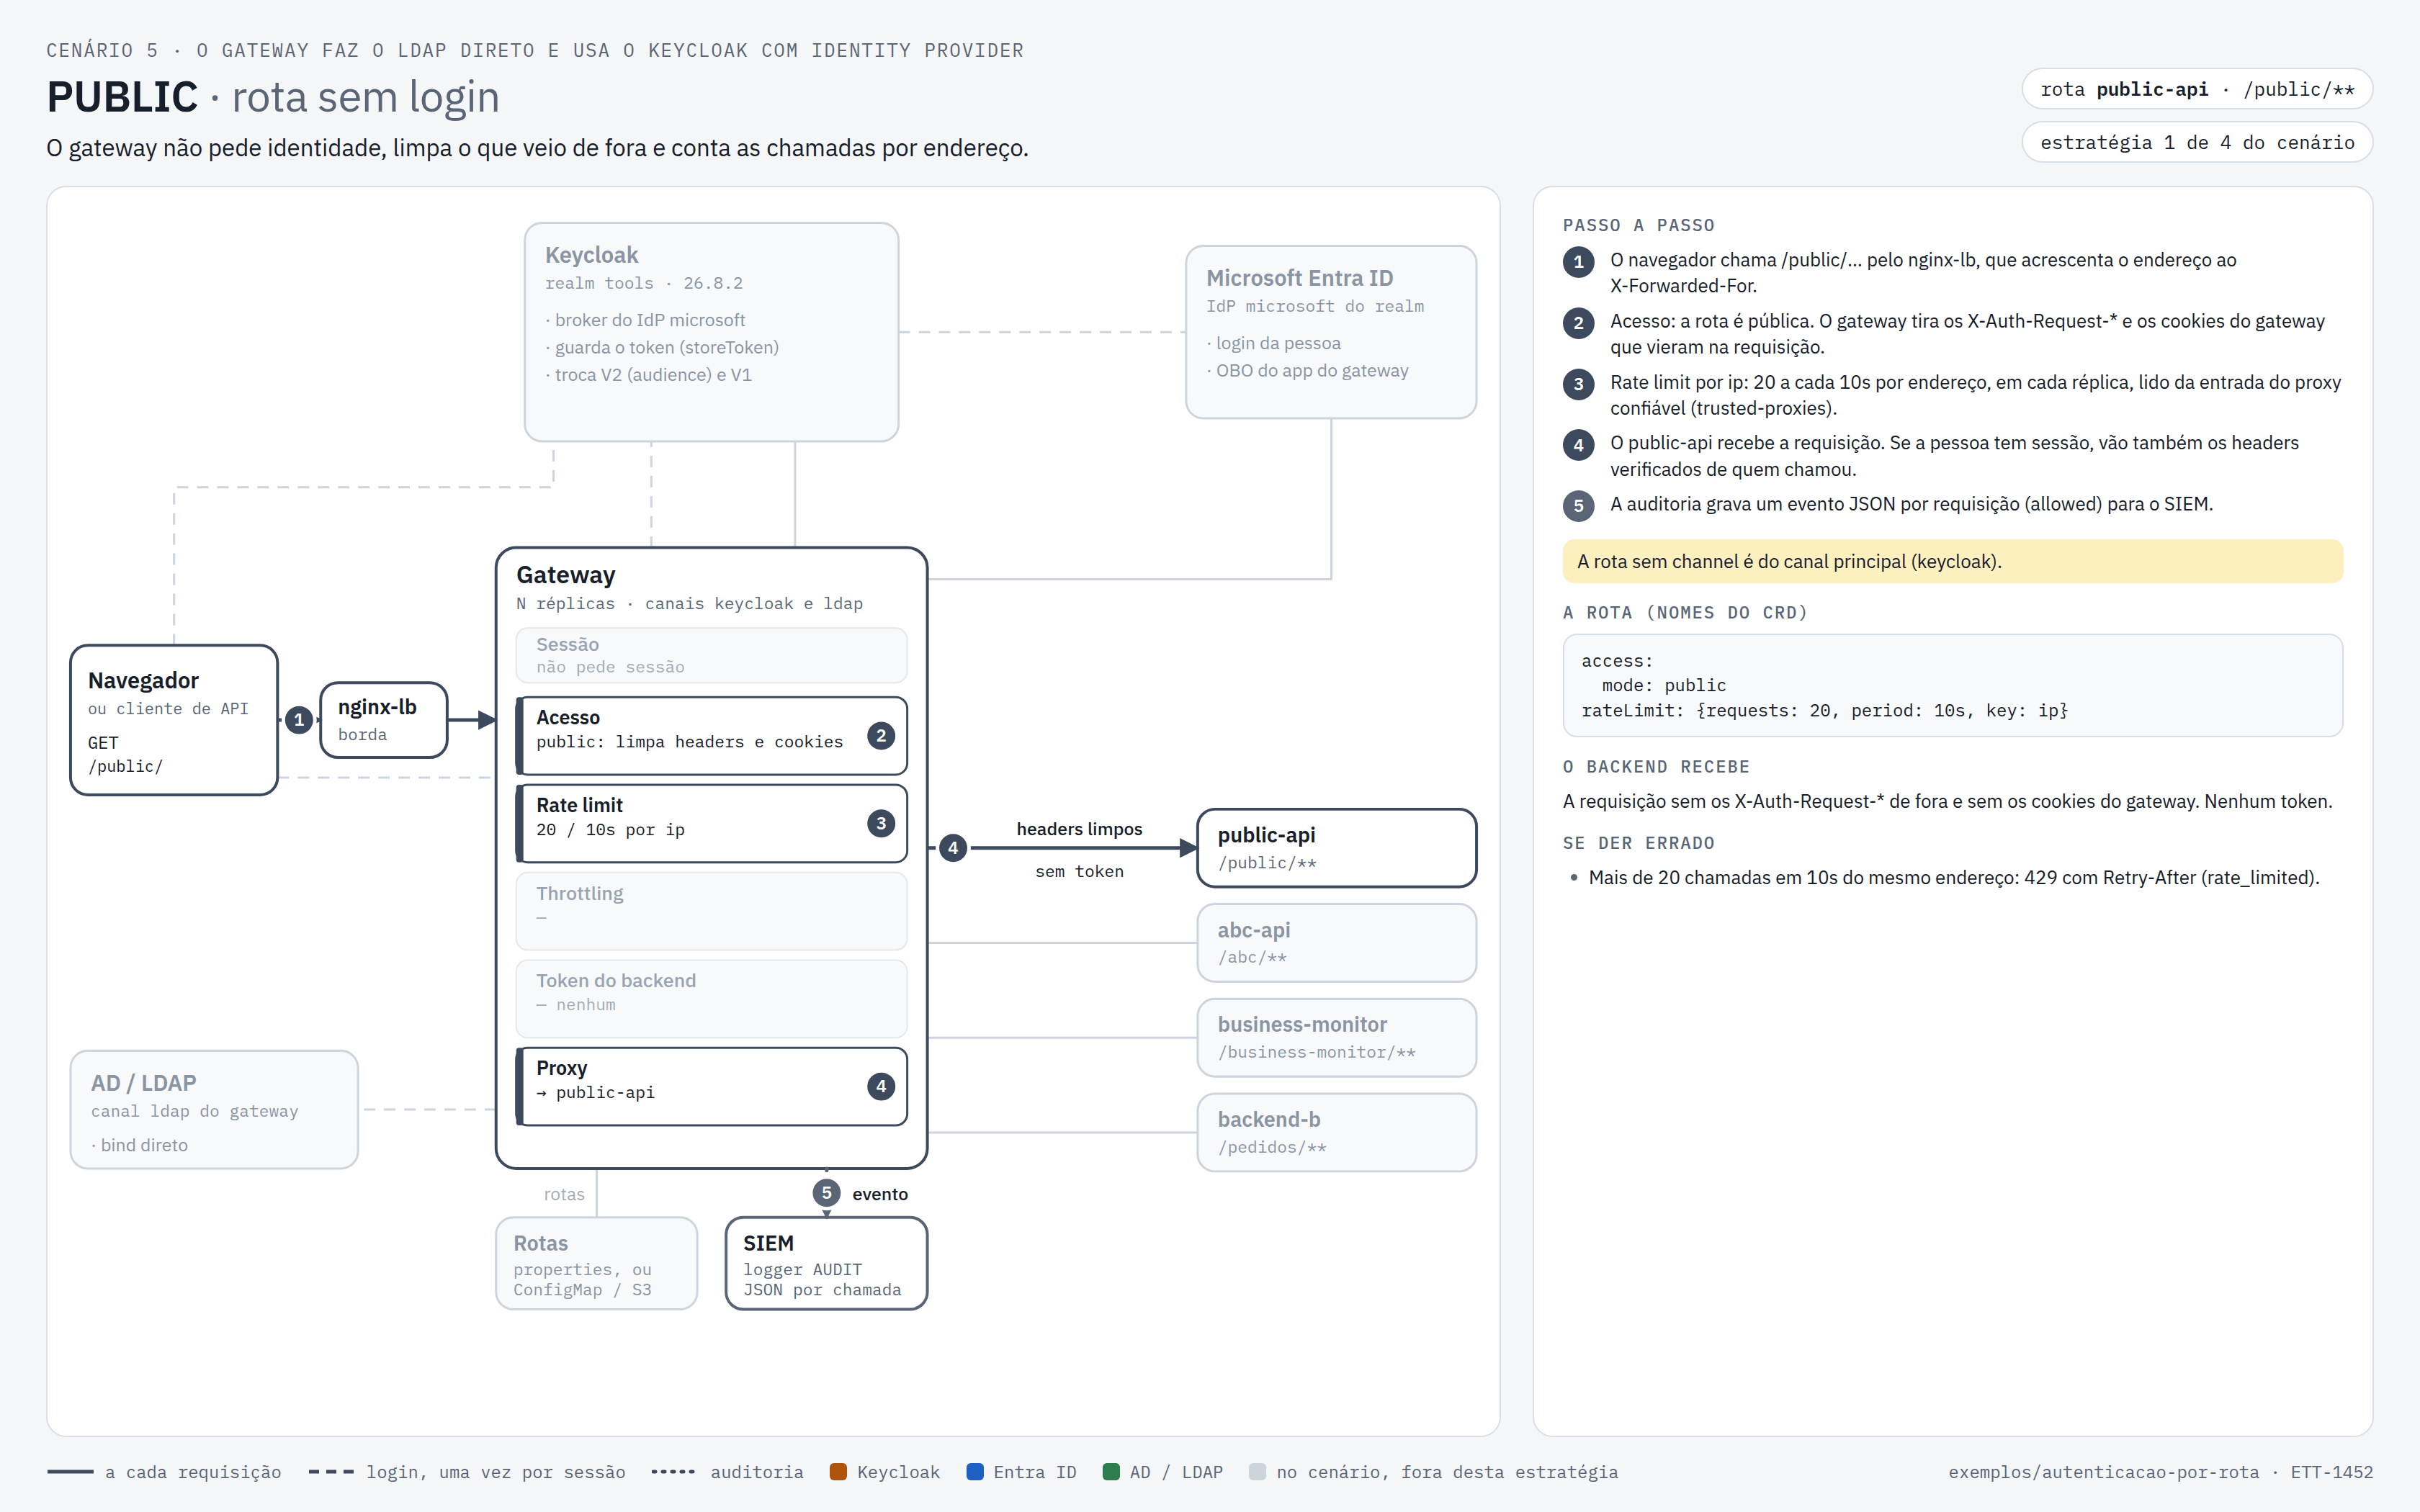 CENÁRIO 5 · O GATEWAY FAZ O LDAP DIRETO E USA O KEYCLOAK COM IDENTITY PROVIDER
PUBLIC · rota sem login
O gateway não pede identidade, limpa o que veio de fora e conta as chamadas por endereço.
rota public-api · /public/**
estratégia 1 de 4 do cenário
Keycloak
realm tools · 26.8.2
· broker do IdP microsoft
· guarda o token (storeToken)
· troca V2 (audience) e V1
Microsoft Entra ID
IdP microsoft do realm
· login da pessoa
· OBO do app do gateway
Gateway
N réplicas · canais keycloak e ldap
Sessão
não pede sessão
Navegador
ou cliente de API
GET
/public/
1
nginx-lb
borda
Acesso
public: limpa headers e cookies
2
Rate limit
20 / 10s por ip
3
Throttling
—
Token do backend
— nenhum
Proxy
→ public-api
4
4
headers limpos
sem token
public-api
/public/**
abc-api
/abc/**
business-monitor
/business-monitor/**
backend-b
/pedidos/**
AD / LDAP
canal ldap do gateway
· bind direto
rotas
5
evento
Rotas
properties, ou
ConfigMap / S3
SIEM
logger AUDIT
JSON por chamada
PASSO A PASSO
1 O navegador chama /public/... pelo nginx-lb, que acrescenta o endereço ao
X-Forwarded-For.
2 Acesso: a rota é pública. O gateway tira os X-Auth-Request-* e os cookies do gateway
que vieram na requisição.
3 Rate limit por ip: 20 a cada 10s por endereço, em cada réplica, lido da entrada do proxy
confiável (trusted-proxies).
4 O public-api recebe a requisição. Se a pessoa tem sessão, vão também os headers
verificados de quem chamou.
5 A auditoria grava um evento JSON por requisição (allowed) para o SIEM.
A rota sem channel é do canal principal (keycloak).
A ROTA (NOMES DO CRD)
access:
  mode: public
rateLimit: {requests: 20, period: 10s, key: ip}
O BACKEND RECEBE
A requisição sem os X-Auth-Request-* de fora e sem os cookies do gateway. Nenhum token.
SE DER ERRADO
• Mais de 20 chamadas em 10s do mesmo endereço: 429 com Retry-After (rate_limited).
a cada requisição
login, uma vez por sessão
auditoria
Keycloak
Entra ID
AD / LDAP
no cenário, fora desta estratégia
exemplos/autenticacao-por-rota · ETT-1452